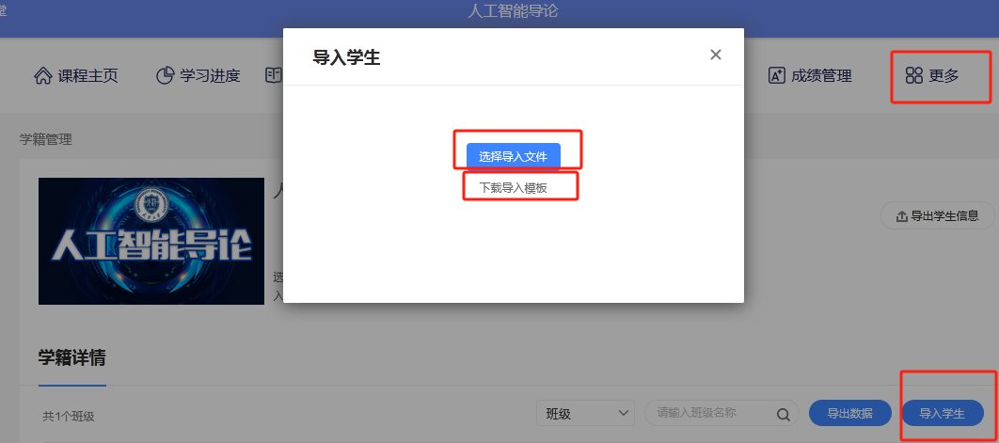 堂
人工智能导论
导入学生
×
课程主页
学习进度
成绩管理
更多
选择导入文件
学籍管理
下载导入模板
人
导出学生信息
人工智能导论
选
入
学籍详情
共1个班级
班级
请输入班级名称
导出数据
导入学生